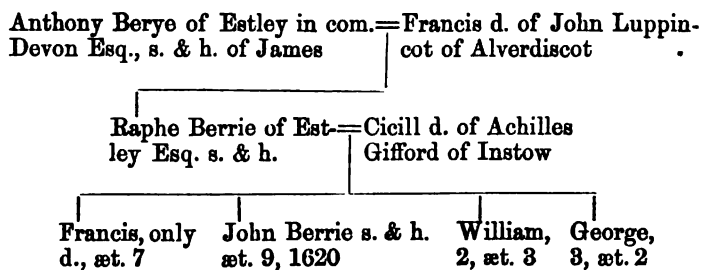 Anthony Berye of Estley in com.=Francis d. of John Luppin-
Devon Esq., s. & h. of James cot of Alverdiscot
Raphe Berrie of Est-=Cicill d. of Achilles
ley Esq. s. & h. Gifford of Instow
Francis, only John Berrie s. & h. William, George,
d., æt. 7 æt. 9, 1620 2, æt. 3 3, æt. 2